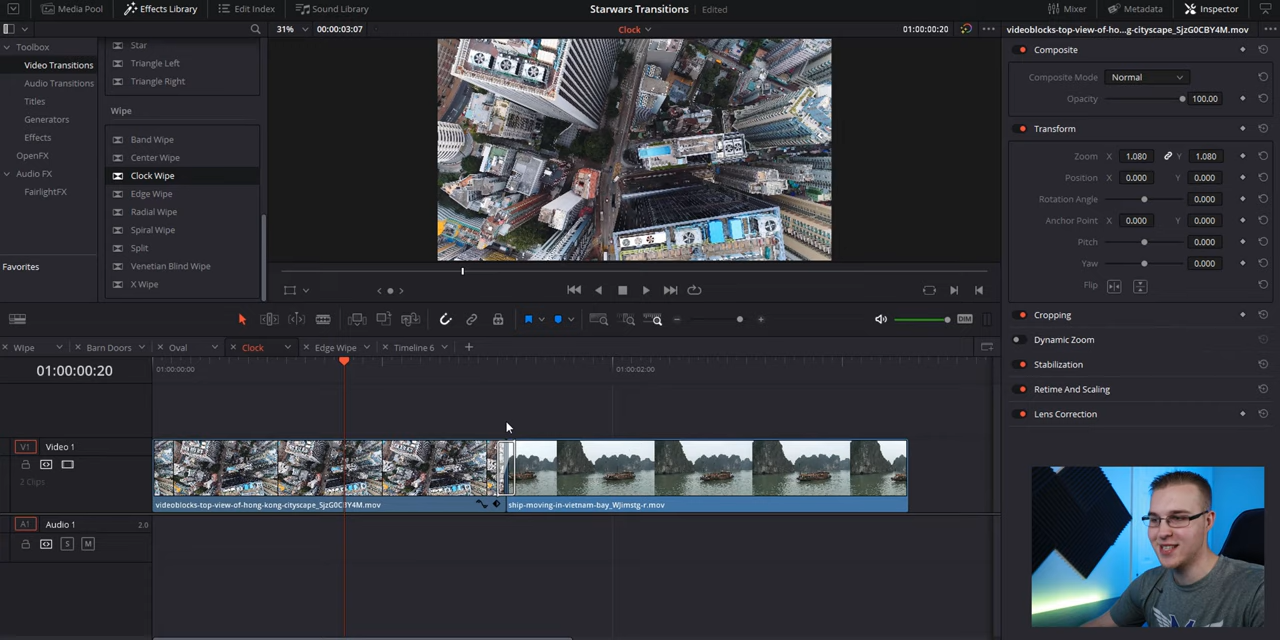 Media Pool
Effects Library
Edit Index
Sound Library
Starwars Transitions
Edited
Mixer
Metadata
Inspector
31%
00:00:03:07
Clock
01:00:00:20
videoblocks-top-view-of-ho...g-cityscape_SjzG0CBY4M.mov
Toolbox
Video Transitions
Audio Transitions
Titles
Generators
Effects
OpenFX
Audio FX
FairlightFX
Favorites
Star
Triangle Left
Triangle Right
Wipe
Band Wipe
Center Wipe
Clock Wipe
Edge Wipe
Radial Wipe
Spiral Wipe
Split
Venetian Blind Wipe
X Wipe
Composite
Composite Mode Normal
Opacity 100.00
Transform
Zoom X 1.080 Y 1.080
Position X 0.000 Y 0.000
Rotation Angle 0.000
Anchor Point X 0.000 Y 0.000
Pitch 0.000
Yaw 0.000
Flip
Cropping
Dynamic Zoom
Stabilization
Retime And Scaling
Lens Correction
DIM
Wipe
Barn Doors
Oval
Clock
Edge Wipe
Timeline 6
01:00:00:20
01:00:00:00
01:00:02:00
V1 Video 1
2 Clips
videoblocks-top-view-of-hong-kong-cityscape_SjzG0CBY4M.mov
ship-moving-in-vietnam-bay_Wjimstg-r.mov
A1 Audio 1 2.0
S M